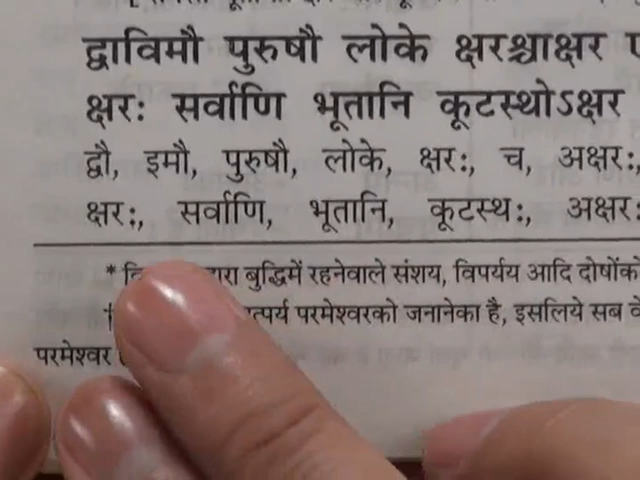 द्वाविमौ पुरुषौ लोके क्षरश्चाक्षर
क्षरः सर्वाणि भूतानि कूटस्थोऽक्षर
द्वौ, इमौ, पुरुषौ, लोके, क्षरः, च, अक्षरः,
क्षरः, सर्वाणि, भूतानि, कूटस्थः, अक्षरः
* बुद्धिमें रहनेवाले संशय, विपर्यय आदि दोषोंको
परमेश्वरको जनानेका है, इसलिये सब
परमेश्वर